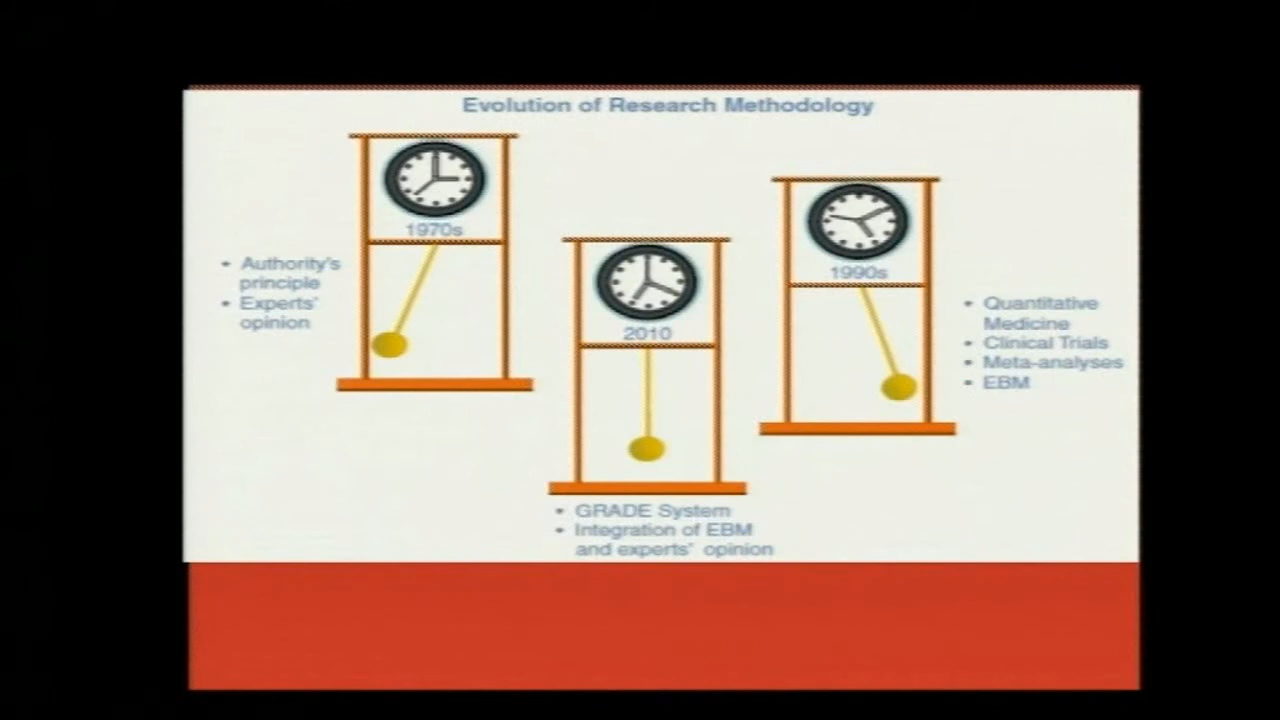 Evolution of Research Methodology
1970s
• Authority's
principle
• Experts'
opinion
2010
• GRADE System
• Integration of EBM
and experts' opinion
1990s
• Quantitative
Medicine
• Clinical Trials
• Meta-analyses
• EBM